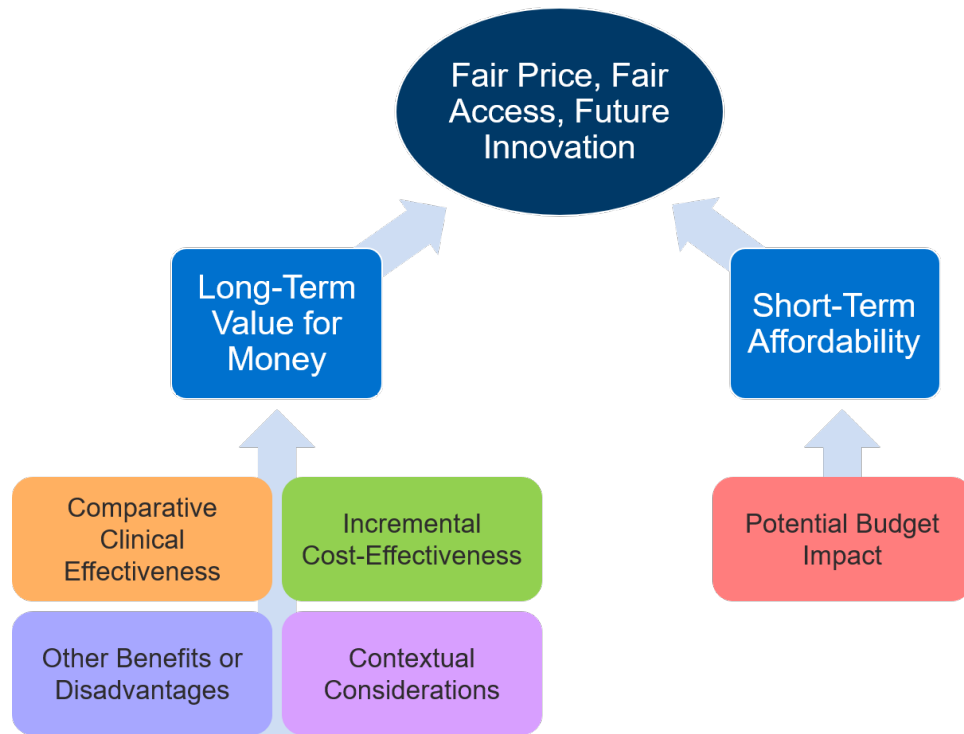 Fair Price, Fair
Access, Future
Innovation
Long-Term
Value for
Money
Short-Term
Affordability
Comparative
Clinical
Effectiveness
Incremental
Cost-Effectiveness
Potential Budget
Impact
Other Benefits or
Disadvantages
Contextual
Considerations